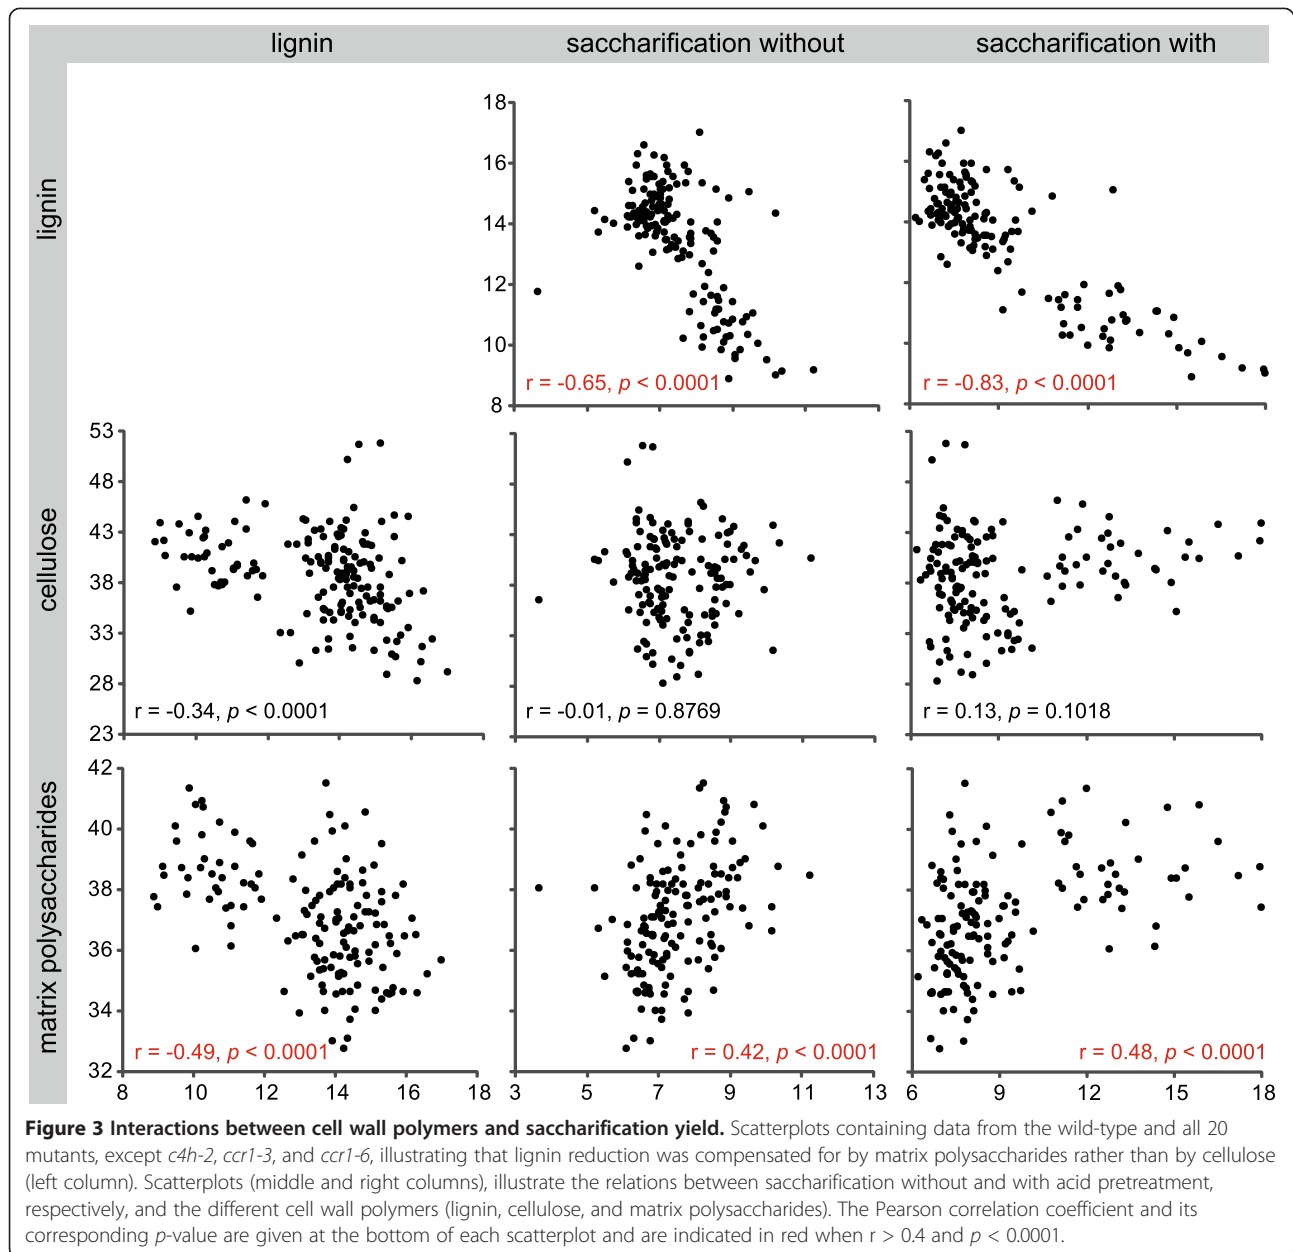 lignin
saccharification without
saccharification with
lignin
18
16
14
12
10
8
r = -0.65, p < 0.0001
r = -0.83, p < 0.0001
cellulose
53
48
43
38
33
28
23
r = -0.34, p < 0.0001
r = -0.01, p = 0.8769
r = 0.13, p = 0.1018
matrix polysaccharides
42
40
38
36
34
32
r = -0.49, p < 0.0001
r = 0.42, p < 0.0001
r = 0.48, p < 0.0001
8 10 12 14 16 18
3 5 7 9 11 13
6 9 12 15 18
Figure 3 Interactions between cell wall polymers and saccharification yield. Scatterplots containing data from the wild-type and all 20
mutants, except c4h-2, ccr1-3, and ccr1-6, illustrating that lignin reduction was compensated for by matrix polysaccharides rather than by cellulose
(left column). Scatterplots (middle and right columns), illustrate the relations between saccharification without and with acid pretreatment,
respectively, and the different cell wall polymers (lignin, cellulose, and matrix polysaccharides). The Pearson correlation coefficient and its
corresponding p-value are given at the bottom of each scatterplot and are indicated in red when r > 0.4 and p < 0.0001.